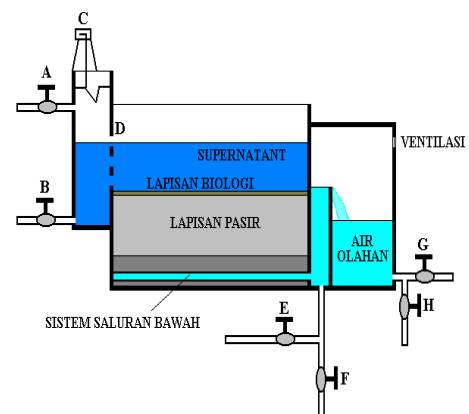 C
A
D
SUPERNATANT
VENTILASI
B
LAPISAN BIOLOGI
LAPISAN PASIR
AIR
OLAHAN
G
E
H
SISTEM SALURAN BAWAH
F